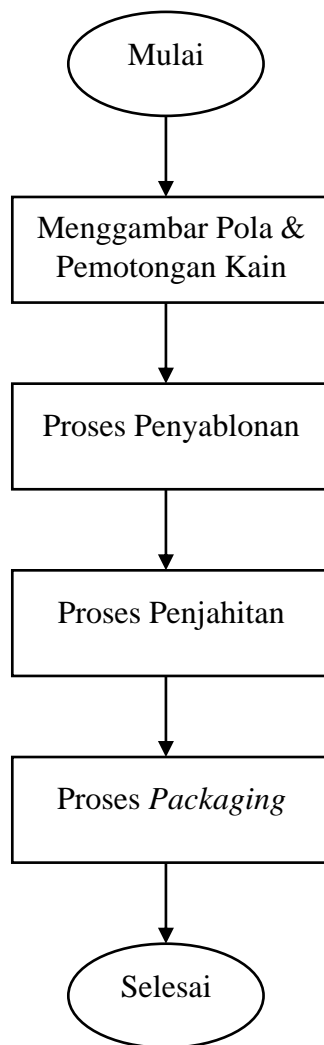 Mulai
Menggambar Pola &
Pemotongan Kain
Proses Penyablonan
Proses Penjahitan
Proses Packaging
Selesai